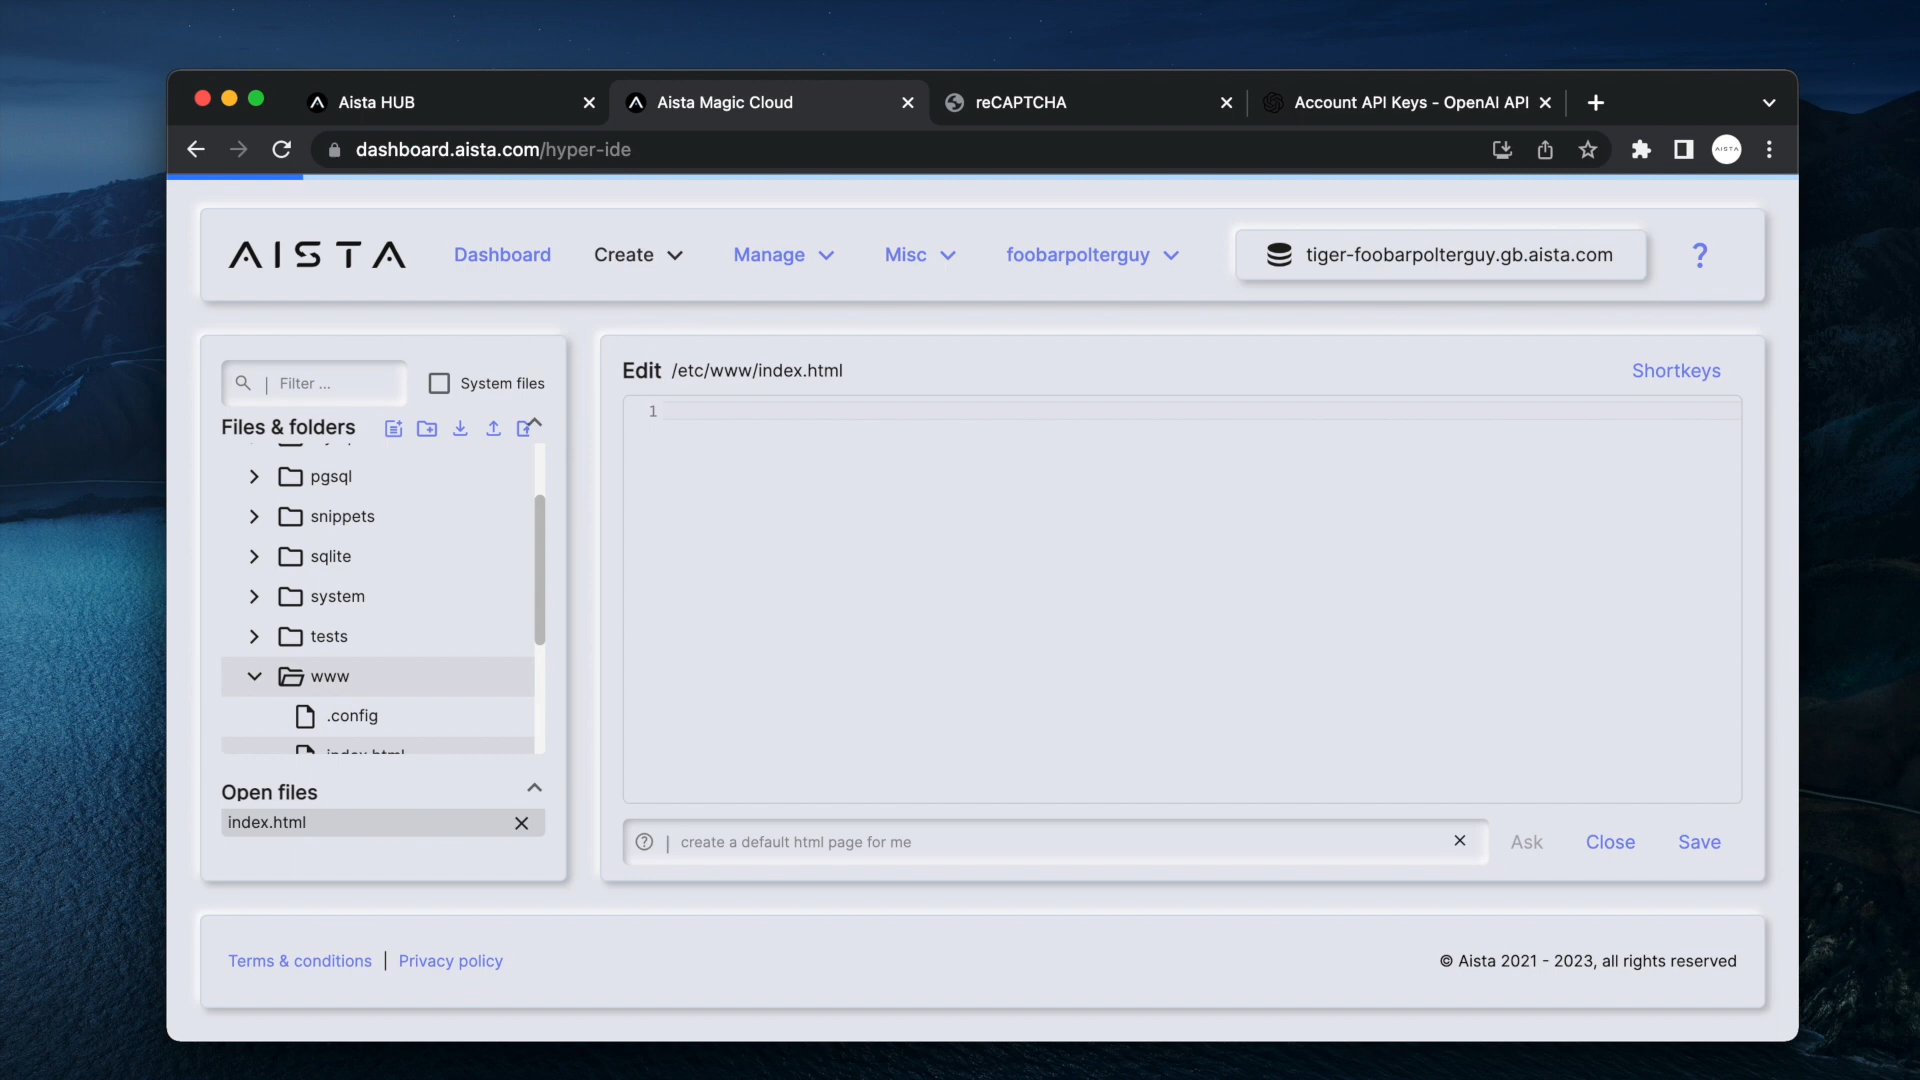 Aista HUB
Aista Magic Cloud
reCAPTCHA
Account API Keys - OpenAI API
dashboard.aista.com/hyper-ide
AISTA
AISTA
Dashboard
Create
Manage
Misc
foobarpolterguy
tiger-foobarpolterguy.gb.aista.com
?
Filter ...
System files
Files & folders
pgsql
snippets
sqlite
system
tests
www
.config
index.html
Open files
index.html
Edit /etc/www/index.html
Shortkeys
1
create a default html page for me
Ask
Close
Save
Terms & conditions | Privacy policy
© Aista 2021 - 2023, all rights reserved